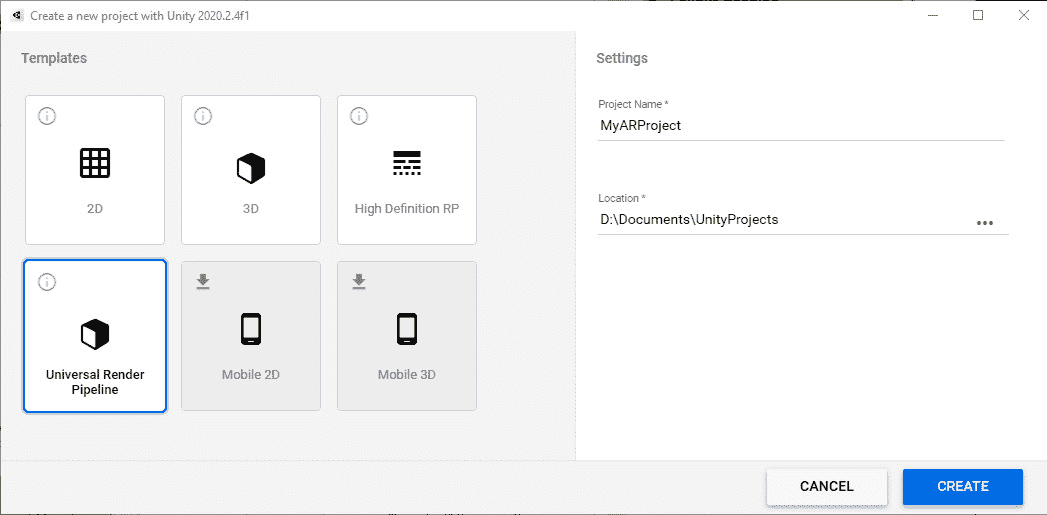 Create a new project with Unity 2020.2.4f1
Templates
Settings
2D
3D
High Definition RP
Universal Render
Pipeline
Mobile 2D
Mobile 3D
Project Name *
MyARProject
Location *
D:\Documents\UnityProjects
CANCEL
CREATE